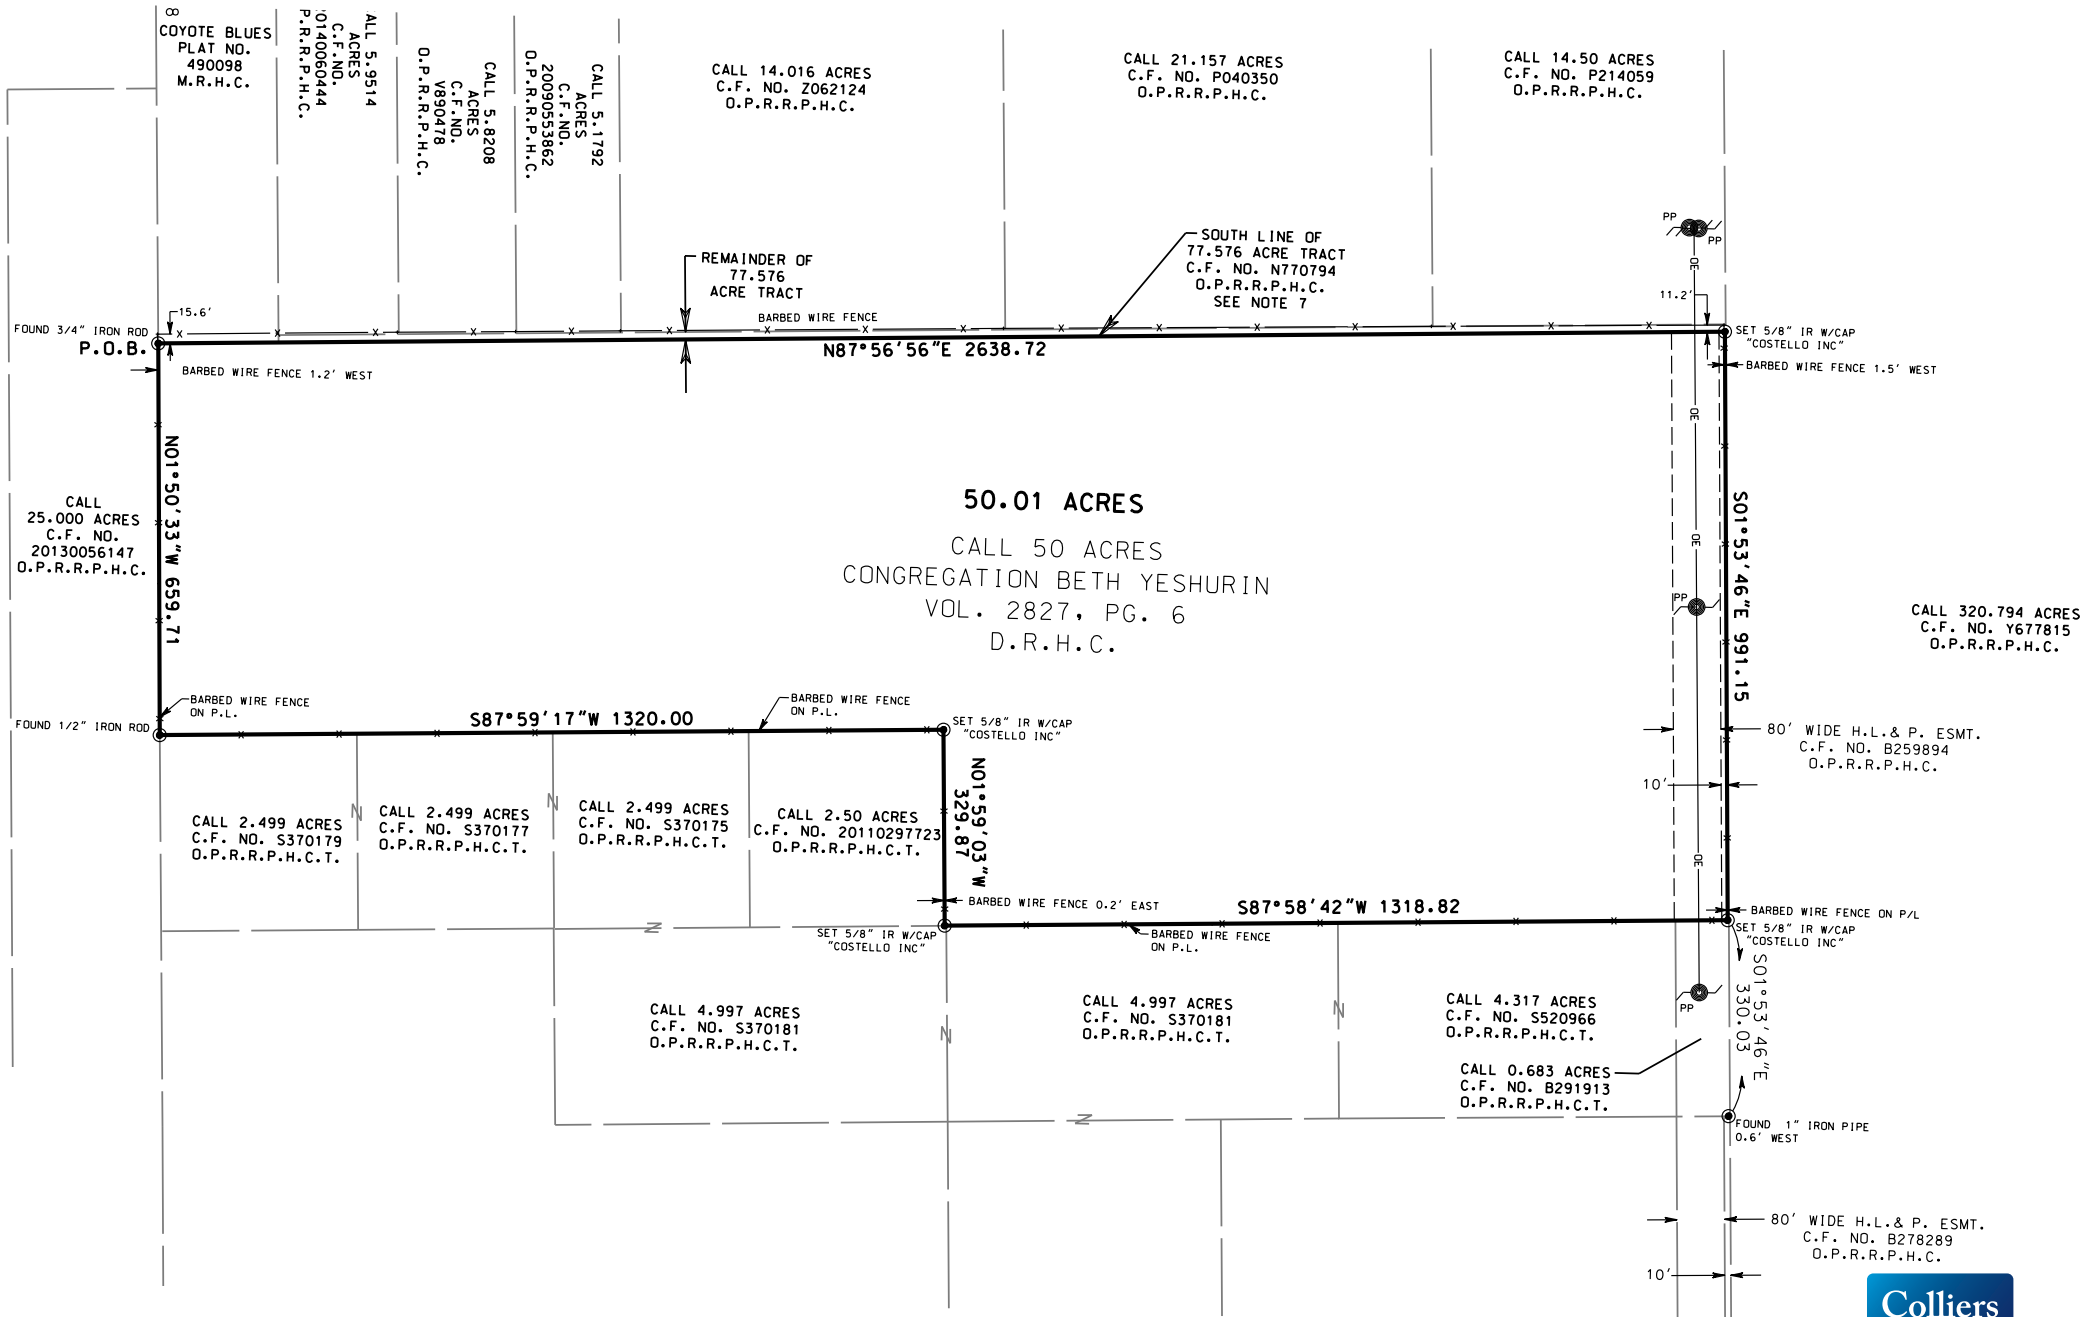 8
COYOTE BLUES
PLAT NO.
490098
M.R.H.C.
ALL 5.9514
ACRES
C.F.NO.
0140060444
P.R.R.P.H.C.
CALL 5.8208
ACRES
C.F.NO.
V890478
O.P.R.R.P.H.C.
CALL 5.1792
ACRES
C.F.NO.
20090553862
O.P.R.R.P.H.C.
CALL 14.016 ACRES
C.F. NO. Z062124
O.P.R.R.P.H.C.
CALL 21.157 ACRES
C.F. NO. P040350
O.P.R.R.P.H.C.
CALL 14.50 ACRES
C.F. NO. P214059
O.P.R.R.P.H.C.
PP
PP
OE
REMAINDER OF
77.576
ACRE TRACT
SOUTH LINE OF
77.576 ACRE TRACT
C.F. NO. N770794
O.P.R.R.P.H.C.
SEE NOTE 7
11.2'
15.6'
BARBED WIRE FENCE
FOUND 3/4" IRON ROD
P.O.B.
N87°56'56"E 2638.72
SET 5/8" IR W/CAP
"COSTELLO INC"
BARBED WIRE FENCE 1.2' WEST
BARBED WIRE FENCE 1.5' WEST
OE
N01°50'33"W 659.71
CALL
25.000 ACRES
C.F. NO.
20130056147
O.P.R.R.P.H.C.
50.01 ACRES
CALL 50 ACRES
CONGREGATION BETH YESHURIN
VOL. 2827, PG. 6
D.R.H.C.
OE
PP
S01°53'46"E 991.15
CALL 320.794 ACRES
C.F. NO. Y677815
O.P.R.R.P.H.C.
BARBED WIRE FENCE
ON P.L.
BARBED WIRE FENCE
ON P.L.
FOUND 1/2" IRON ROD
S87°59'17"W 1320.00
SET 5/8" IR W/CAP
"COSTELLO INC"
80' WIDE H.L.& P. ESMT.
C.F. NO. B259894
O.P.R.R.P.H.C.
10'
N01°59'03"W
329.87
CALL 2.499 ACRES
C.F. NO. S370179
O.P.R.R.P.H.C.T.
CALL 2.499 ACRES
C.F. NO. S370177
O.P.R.R.P.H.C.T.
CALL 2.499 ACRES
C.F. NO. S370175
O.P.R.R.P.H.C.T.
CALL 2.50 ACRES
C.F. NO. 20110297723
O.P.R.R.P.H.C.T.
OE
BARBED WIRE FENCE 0.2' EAST
S87°58'42"W 1318.82
BARBED WIRE FENCE ON P/L
SET 5/8" IR W/CAP
"COSTELLO INC"
BARBED WIRE FENCE
ON P.L.
SET 5/8" IR W/CAP
"COSTELLO INC"
S01°53'46"E
330.03
PP
CALL 4.997 ACRES
C.F. NO. S370181
O.P.R.R.P.H.C.T.
CALL 4.997 ACRES
C.F. NO. S370181
O.P.R.R.P.H.C.T.
CALL 4.317 ACRES
C.F. NO. S520966
O.P.R.R.P.H.C.T.
CALL 0.683 ACRES
C.F. NO. B291913
O.P.R.R.P.H.C.T.
FOUND 1" IRON PIPE
0.6' WEST
80' WIDE H.L.& P. ESMT.
C.F. NO. B278289
O.P.R.R.P.H.C.
10'
Colliers